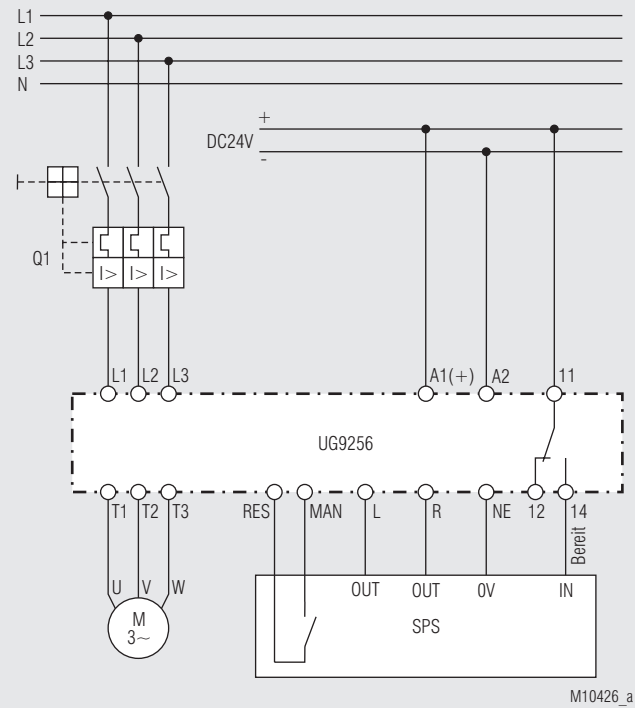 L1
L2
L3
N
+
DC24V
-
Q1
I> I> I>
L1 L2 L3 A1(+) A2 11
UG9256
T1 T2 T3 RES MAN L R NE 12 14
Bereit
U V W
OUT OUT 0V IN
M
3~
SPS
M10426_a